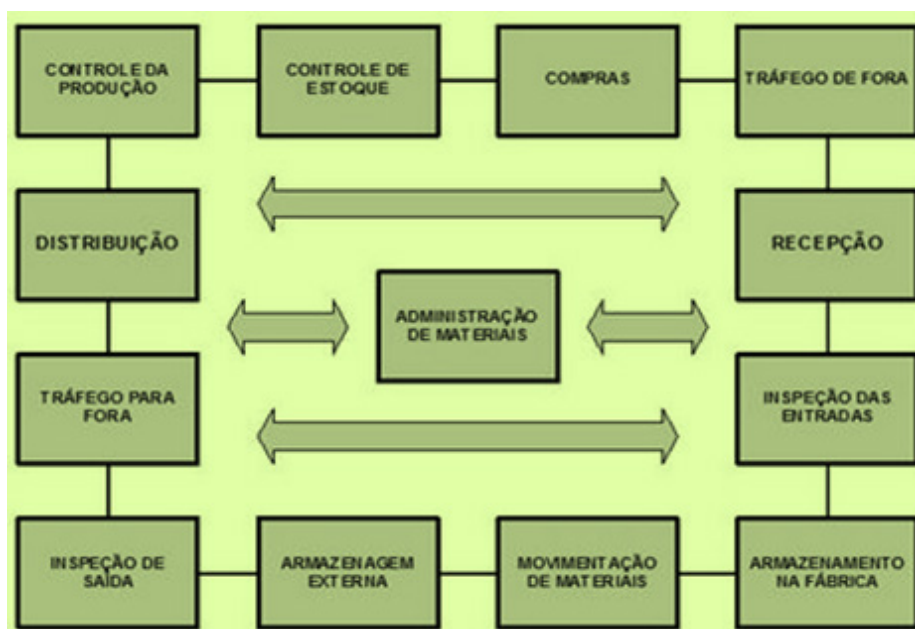 CONTROLE DA
PRODUÇÃO
CONTROLE DE
ESTOQUE
COMPRAS
TRÁFEGO DE FORA
DISTRIBUIÇÃO
RECEPÇÃO
ADMINISTRAÇÃO
DE MATERIAIS
TRÁFEGO PARA
FORA
INSPEÇÃO DAS
ENTRADAS
INSPEÇÃO DE
SAÍDA
ARMAZENAGEM
EXTERNA
MOVIMENTAÇÃO
DE MATERIAIS
ARMAZENAMENTO
NA FÁBRICA